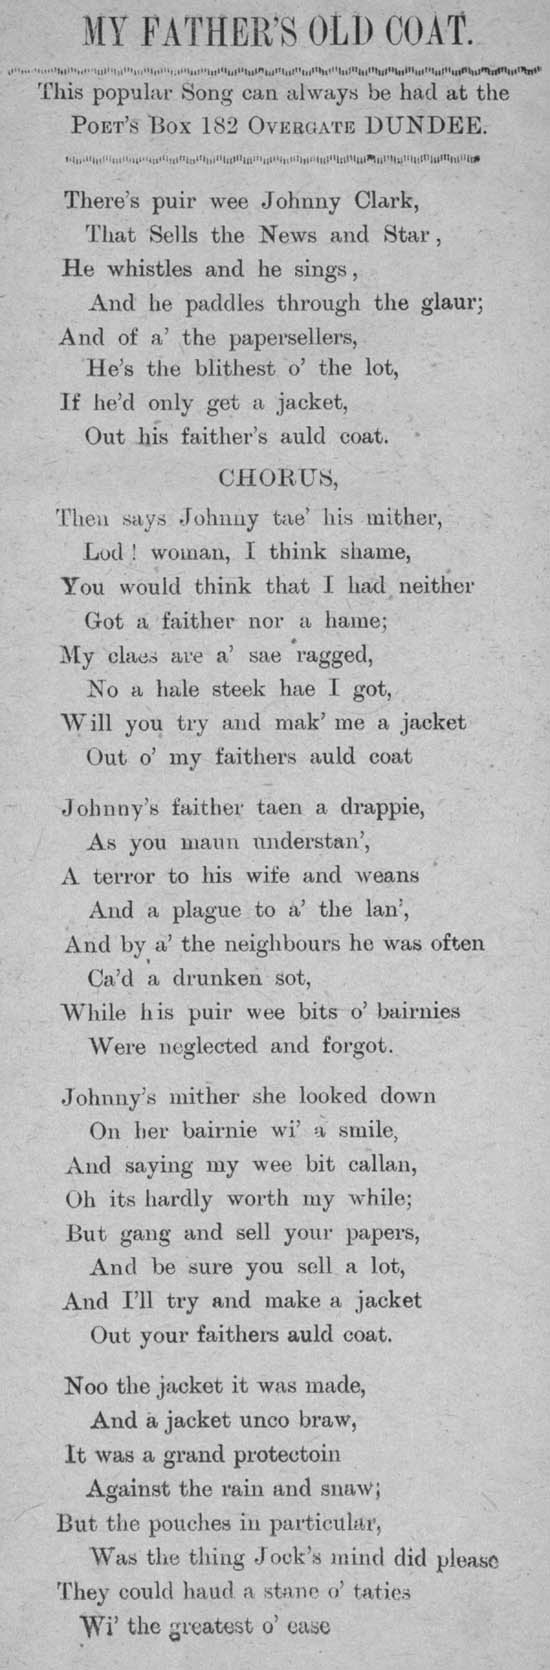 MY FATHER'S OLD COAT.
This popular Song can always be had at the
POET'S BOX 182 OVERGATE DUNDEE.
There's puir wee Johnny Clark,
That Sells the News and Star,
He whistles and he sings,
And he paddles through the glaur;
And of a' the papersellers,
He's the blithest o' the lot,
If he'd only get a jacket,
Out his faither's auld coat.
CHORUS,
Then says Johnny tae' his mither,
Lod! woman, I think shame,
You would think that I had neither
Got a faither nor a hame;
My claes are a' sae ragged,
No a hale steek hae I got,
Will you try and mak' me a jacket
Out o' my faithers auld coat
Johnny's faither taen a drappie,
As you maun understan',
A terror to his wife and weans
And a plague to a' the lan',
And by a' the neighbours he was often
Ca'd a drunken sot,
While his puir wee bits o' bairnies
Were neglected and forgot.
Johnny's mither she looked down
On her bairnie wi' a smile,
And saying my wee bit callan,
Oh its hardly worth my while;
But gang and sell your papers,
And be sure you sell a lot,
And I'll try and make a jacket
Out your faithers auld coat.
Noo the jacket it was made,
And a jacket unco braw,
It was a grand protectoin
Against the rain and snaw;
But the pouches in particular,
Was the thing Jock's mind did please
They could haud a stane o' taties
Wi' the greatest o' ease